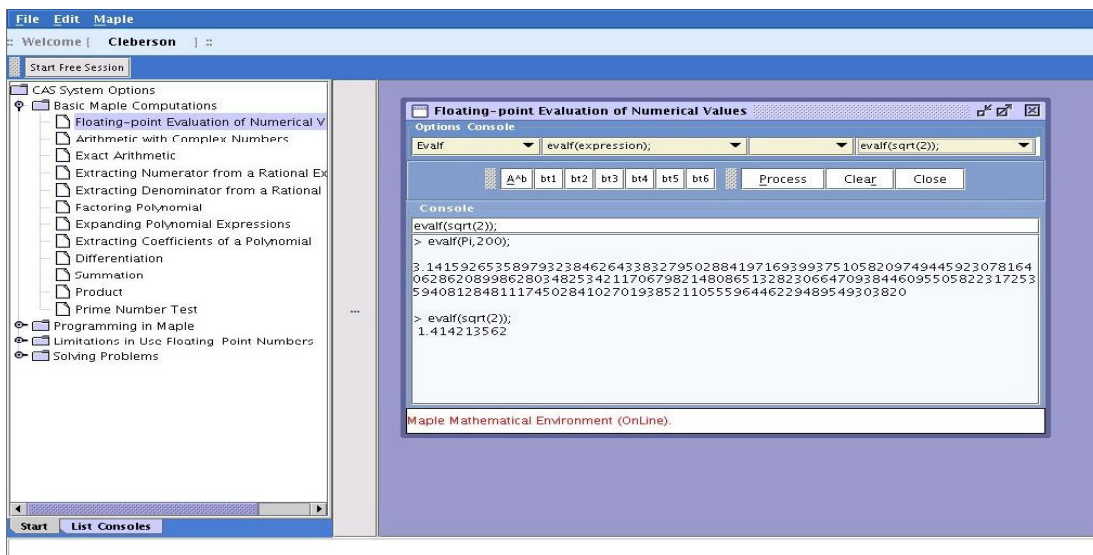 File Edit Maple
:: Welcome [ Cleberson ] ::
Start Free Session
CAS System Options
Basic Maple Computations
Floating-point Evaluation of Numerical V
Arithmetic with Complex Numbers
Exact Arithmetic
Extracting Numerator from a Rational Ex
Extracting Denominator from a Rational
Factoring Polynomial
Expanding Polynomial Expressions
Extracting Coefficients of a Polynomial
Differentiation
Summation
Product
Prime Number Test
Programming in Maple
Limitations in Use Floating Point Numbers
Solving Problems
Start List Consoles
...
Floating-point Evaluation of Numerical Values
Options Console
Evalf evalf(expression); evalf(sqrt(2));
A^b bt1 bt2 bt3 bt4 bt5 bt6 Process Clear Close
Console
evalf(sqrt(2));
> evalf(Pi,200);
3.1415926535897932384626433832795028841971693993751058209749445923078164
062862089986280348253421170679821480865132823066470938446095505822317253
594081284811174502841027019385211055596446229489549303820
> evalf(sqrt(2));
1.414213562
Maple Mathematical Environment (OnLine).